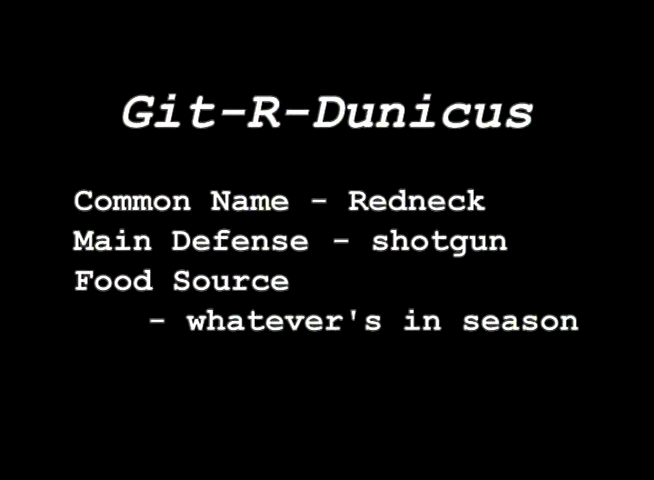 Git-R-Dunicus
Common Name - Redneck
Main Defense - shotgun
Food Source
- whatever's in season